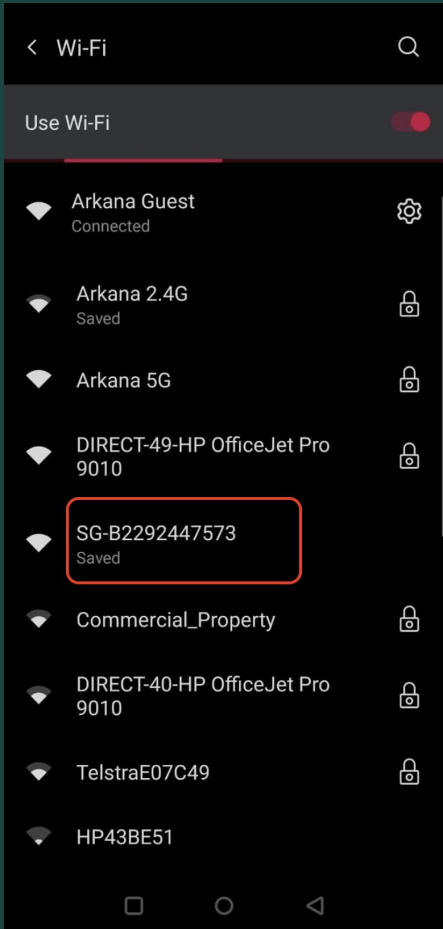 Wi-Fi
Use Wi-Fi
Arkana Guest
Connected
Arkana 2.4G
Saved
Arkana 5G
DIRECT-49-HP OfficeJet Pro
9010
SG-B2292447573
Saved
Commercial_Property
DIRECT-40-HP OfficeJet Pro
9010
TelstraE07C49
HP43BE51